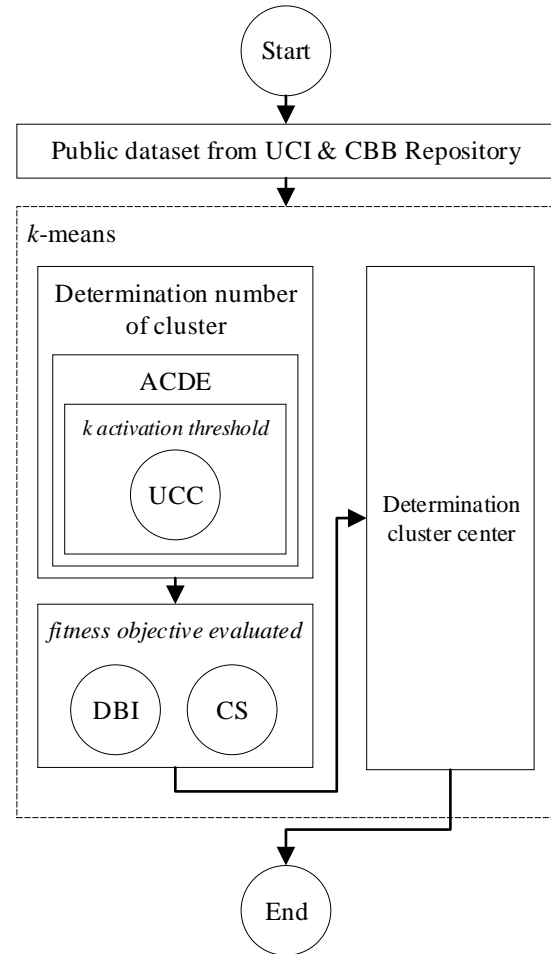 Start
Public dataset from UCI & CBB Repository
k-means
Determination number
of cluster
ACDE
k activation threshold
UCC
fitness objective evaluated
DBI
CS
Determination
cluster center
End